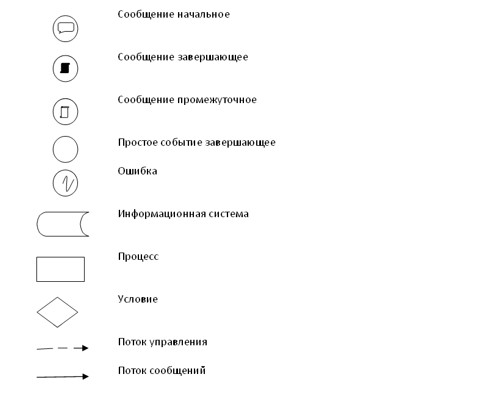 Сообщение начальное
Сообщение завершающее
Сообщение промежуточное
Простое событие завершающее
Ошибка
Информационная система
Процесс
Условие
Поток управления
Поток сообщений